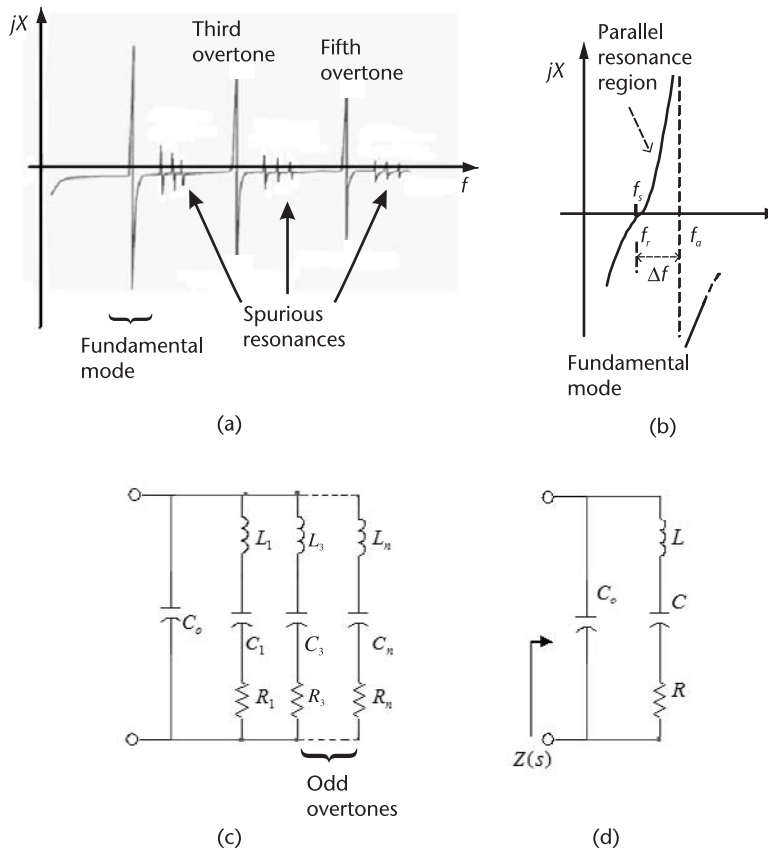 jX
Third
overtone
Fifth
overtone
f
Spurious
resonances
Fundamental
mode
(a)
Parallel
resonance
region
jX
f_s
f_r
f_a
Δf
Fundamental
mode
(b)
C_o
L_1
L_3
L_n
C_1
C_3
C_n
R_1
R_3
R_n
Odd
overtones
(c)
L
C_o
C
R
Z(s)
(d)